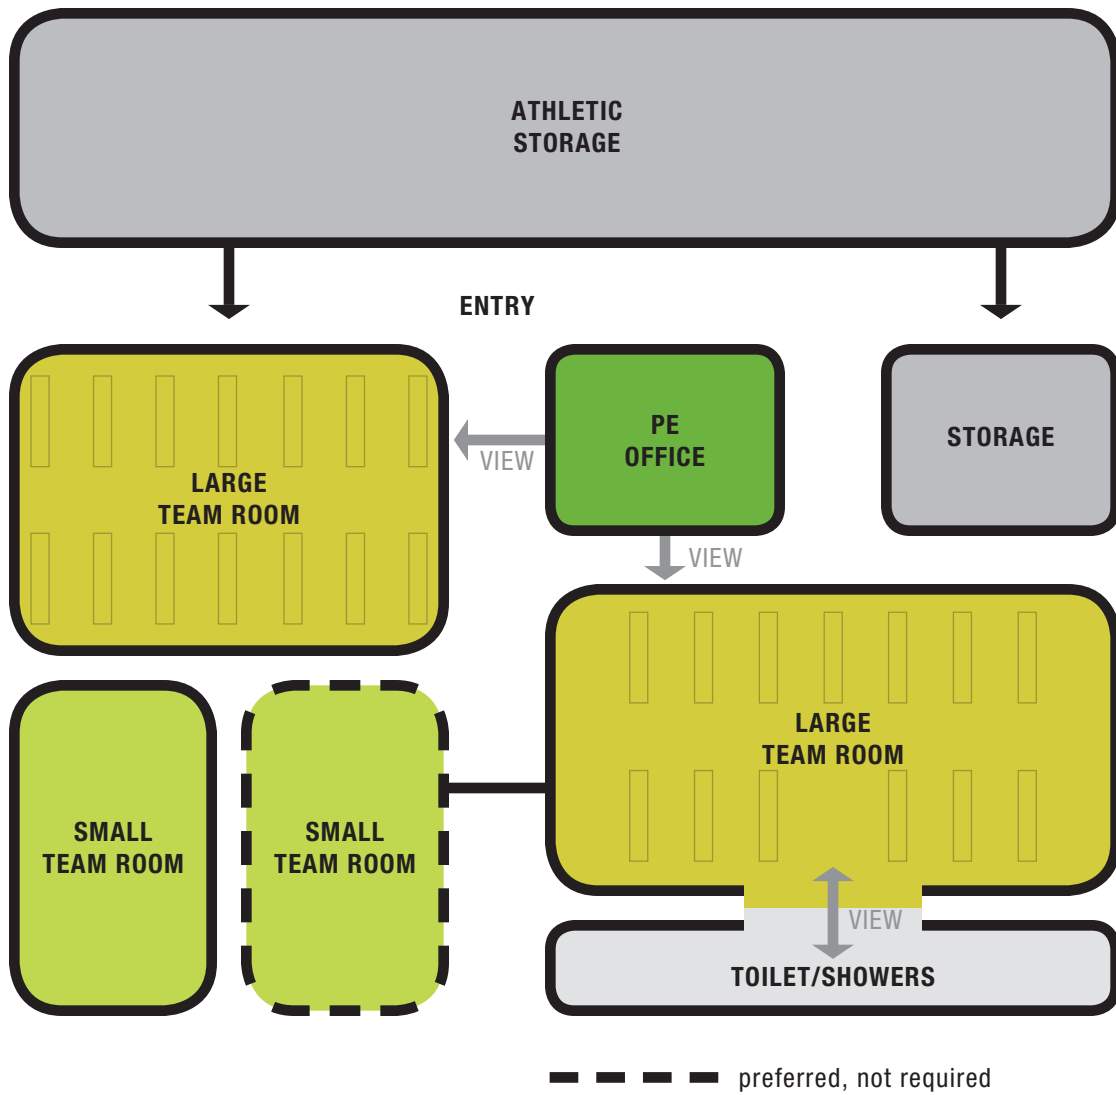 ATHLETIC
STORAGE
ENTRY
LARGE
TEAM ROOM
VIEW
PE
OFFICE
STORAGE
VIEW
LARGE
TEAM ROOM
SMALL
TEAM ROOM
SMALL
TEAM ROOM
VIEW
TOILET/SHOWERS
preferred, not required